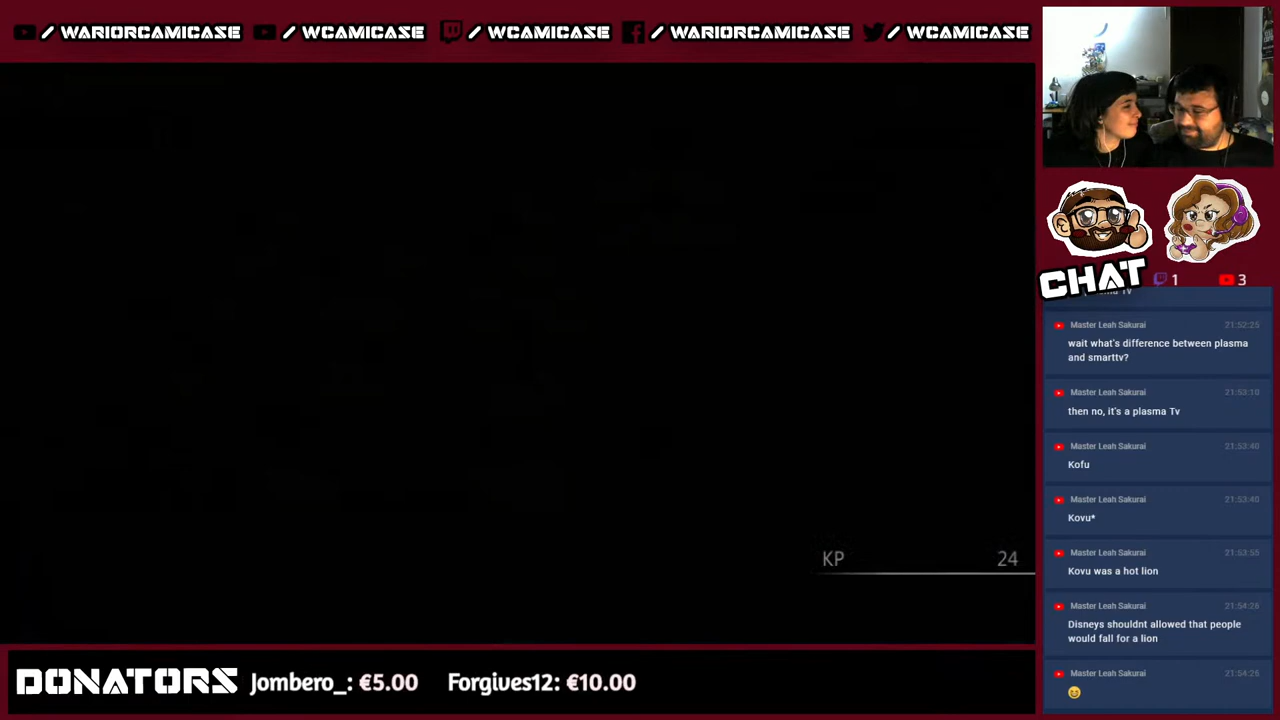 / WARIORCAMICASE / WCAMICASE / WCAMICASE / WARIORCAMICASE / WCAMICASE
CHAT 1 3
Master Leah Sakurai 21:52:25
wait what's difference between plasma
and smarttv?
Master Leah Sakurai 21:53:10
then no, it's a plasma Tv
Master Leah Sakurai 21:53:40
Kofu
Master Leah Sakurai 21:53:40
Kovu*
Master Leah Sakurai 21:53:55
Kovu was a hot lion
Master Leah Sakurai 21:54:26
Disneys shouldnt allowed that people
would fall for a lion
Master Leah Sakurai 21:54:26
KP 24
DONATORS Jombero_: €5.00 Forgives12: €10.00